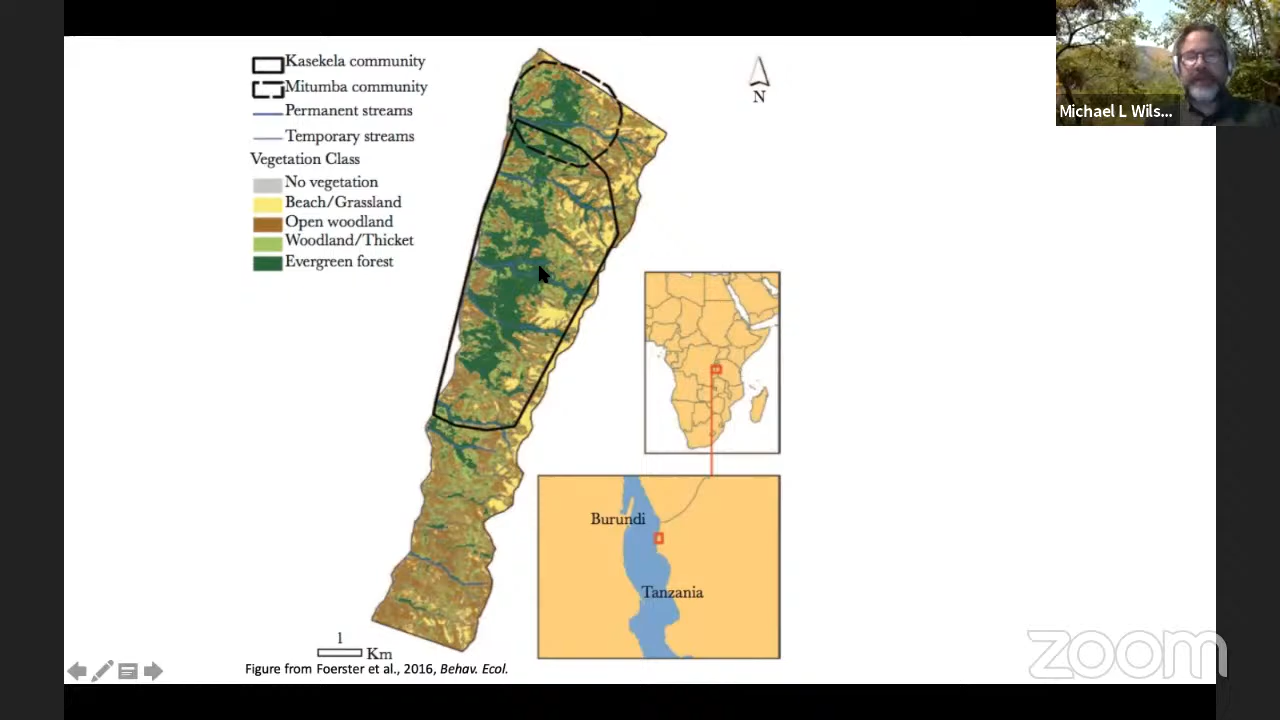 Kasekela community
Mitumba community
Permanent streams
Temporary streams
Vegetation Class
No vegetation
Beach/Grassland
Open woodland
Woodland/Thicket
Evergreen forest
N
Michael L Wils...
Burundi
Tanzania
1
Km
Figure from Foerster et al., 2016, Behav. Ecol.
zoom